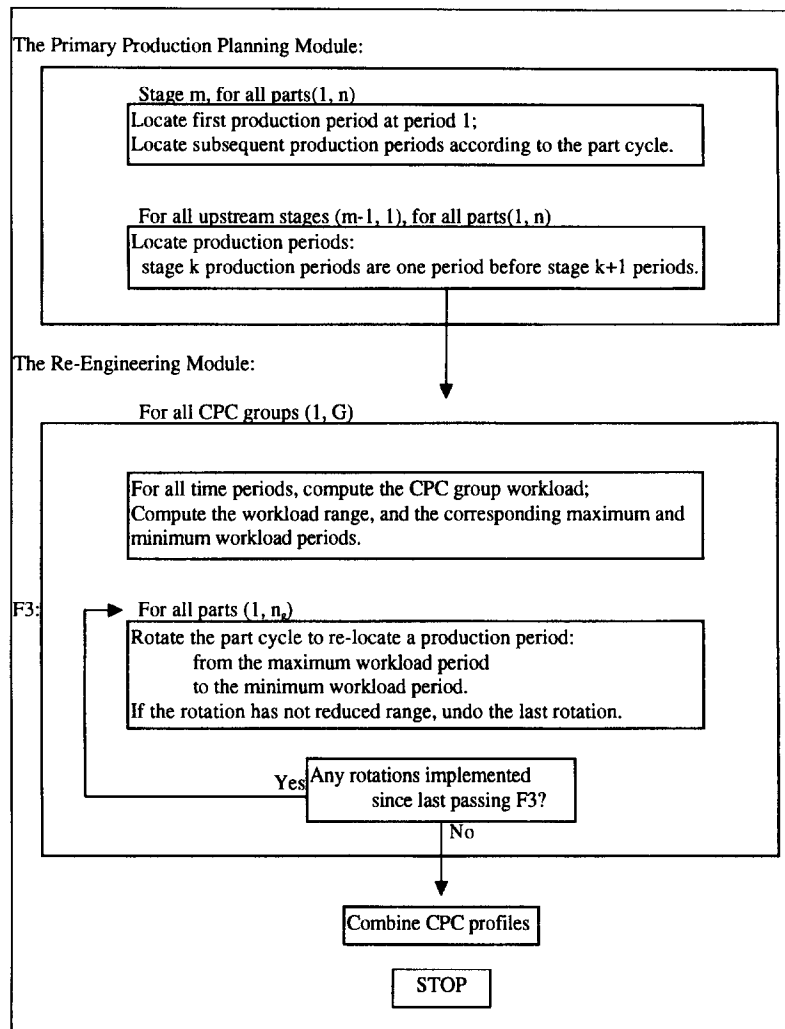 The Primary Production Planning Module:
Stage m, for all parts(1, n)
Locate first production period at period 1;
Locate subsequent production periods according to the part cycle.
For all upstream stages (m-1, 1), for all parts(1, n)
Locate production periods:
stage k production periods are one period before stage k+1 periods.
The Re-Engineering Module:
For all CPC groups (1, G)
For all time periods, compute the CPC group workload;
Compute the workload range, and the corresponding maximum and
minimum workload periods.
F3:
For all parts (1, ng)
Rotate the part cycle to re-locate a production period:
from the maximum workload period
to the minimum workload period.
If the rotation has not reduced range, undo the last rotation.
Yes
Any rotations implemented
since last passing F3?
No
Combine CPC profiles
STOP